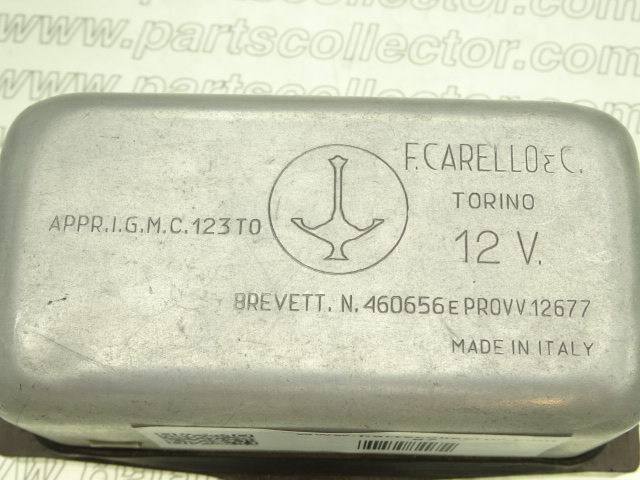 www.partscollector.com
F. CARELLO & C.
TORINO
APPR. I. G. M. C. 123 TO
12 V.
BREVETT. N. 460656 E PROVV. 12677
MADE IN ITALY